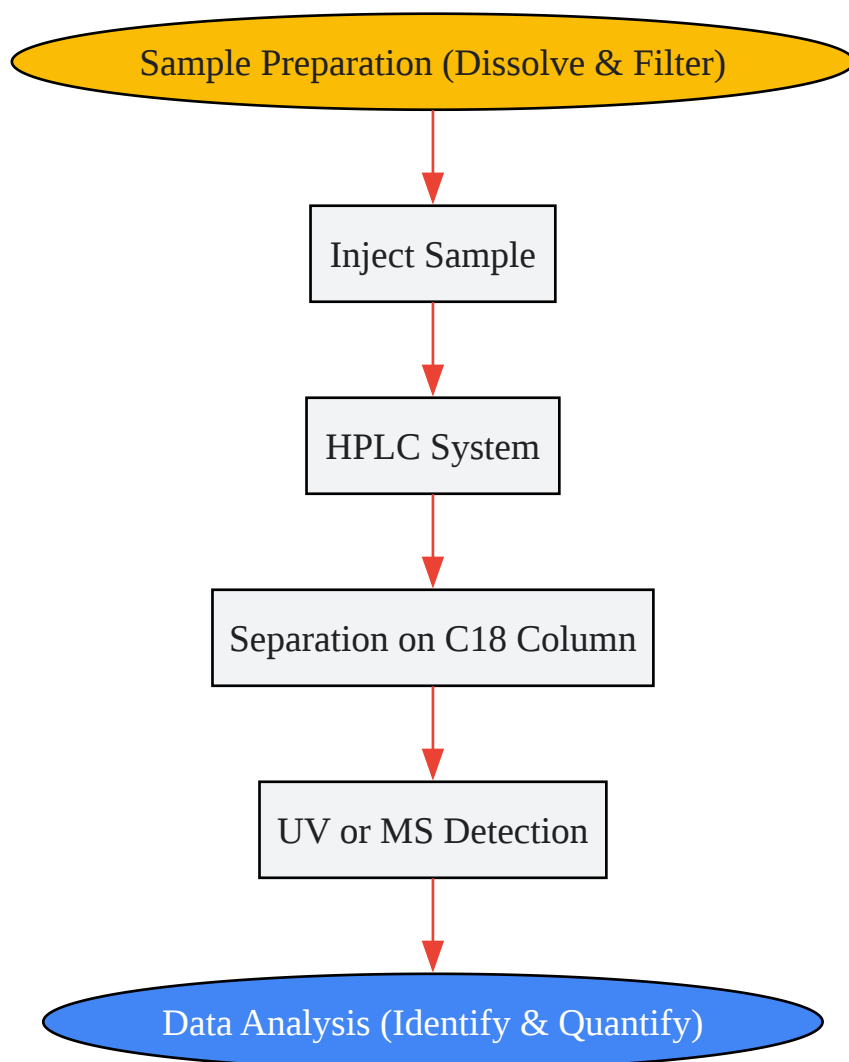 Sample Preparation (Dissolve & Filter)
Inject Sample
HPLC System
Separation on C18 Column
UV or MS Detection
Data Analysis (Identify & Quantify)